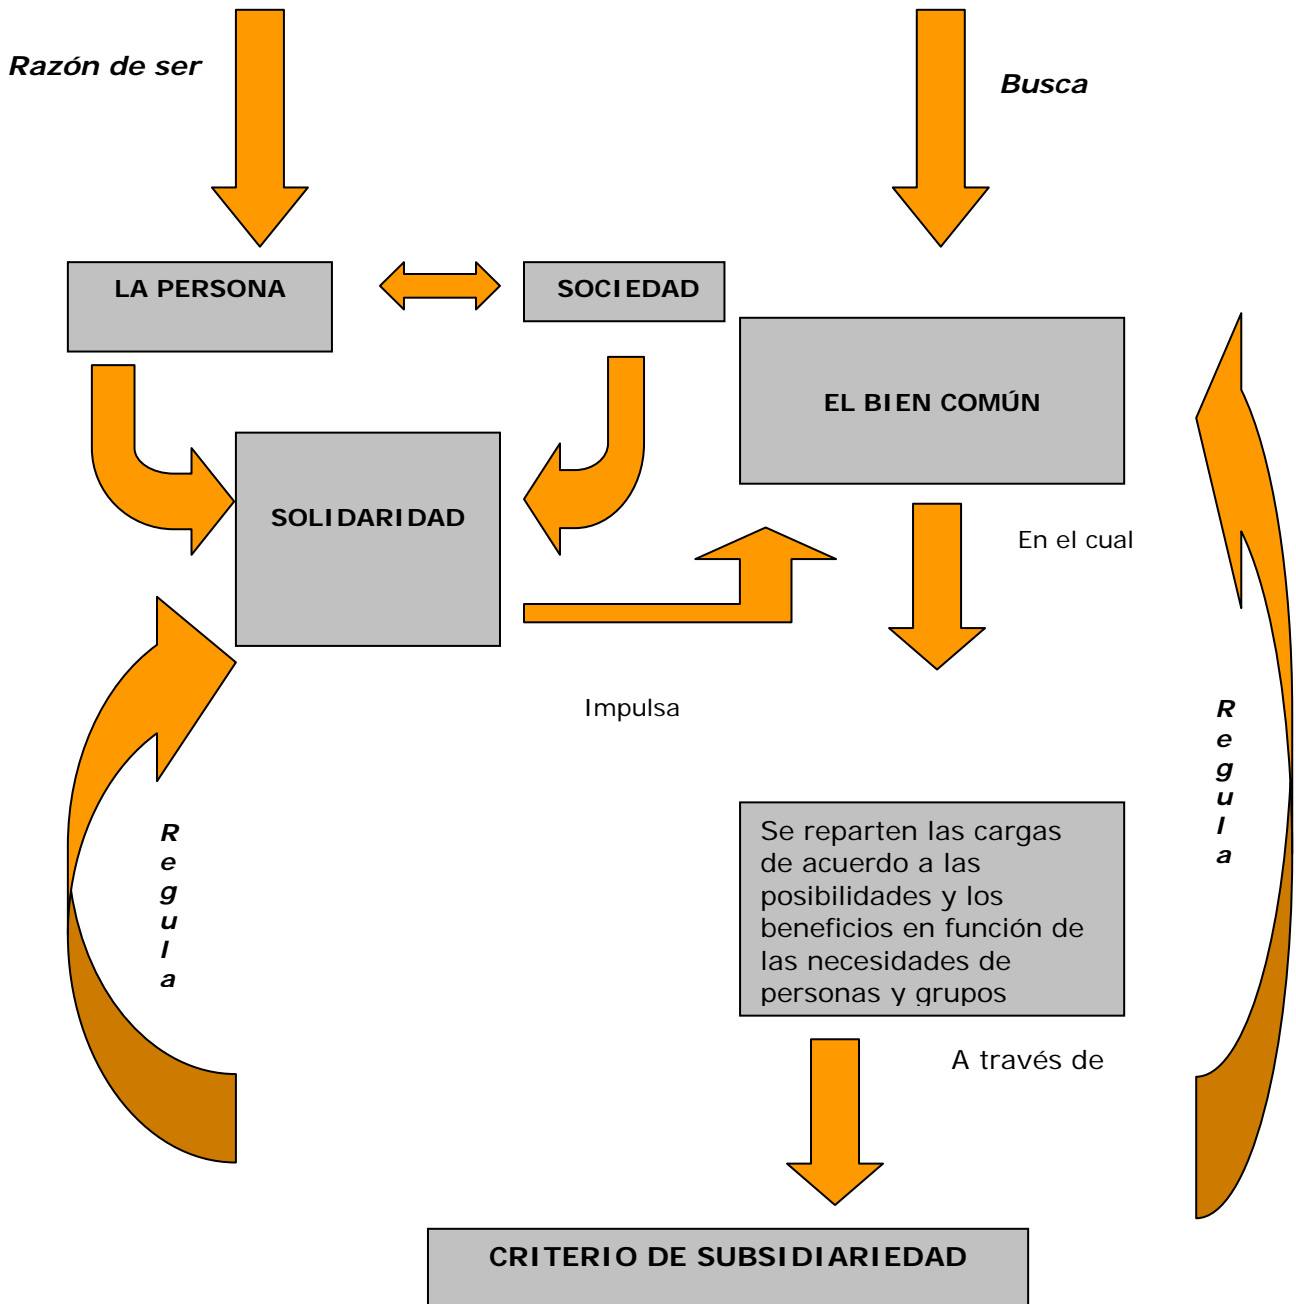 Razón de ser
Busca
LA PERSONA
SOCIEDAD
EL BIEN COMÚN
SOLIDARIDAD
En el cual
Impulsa
R
e
g
u
l
a
Se reparten las cargas
de acuerdo a las
posibilidades y los
beneficios en función de
las necesidades de
personas y grupos
R
e
g
u
l
a
A través de
CRITERIO DE SUBSIDIARIEDAD